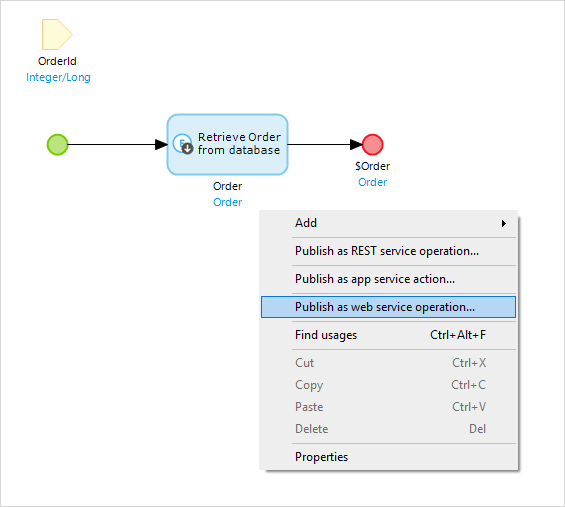 OrderId
Integer/Long
Retrieve Order
from database
Order
Order
$Order
Order
Add
Publish as REST service operation...
Publish as app service action...
Publish as web service operation...
Find usages Ctrl+Alt+F
Cut Ctrl+X
Copy Ctrl+C
Paste Ctrl+V
Delete Del
Properties